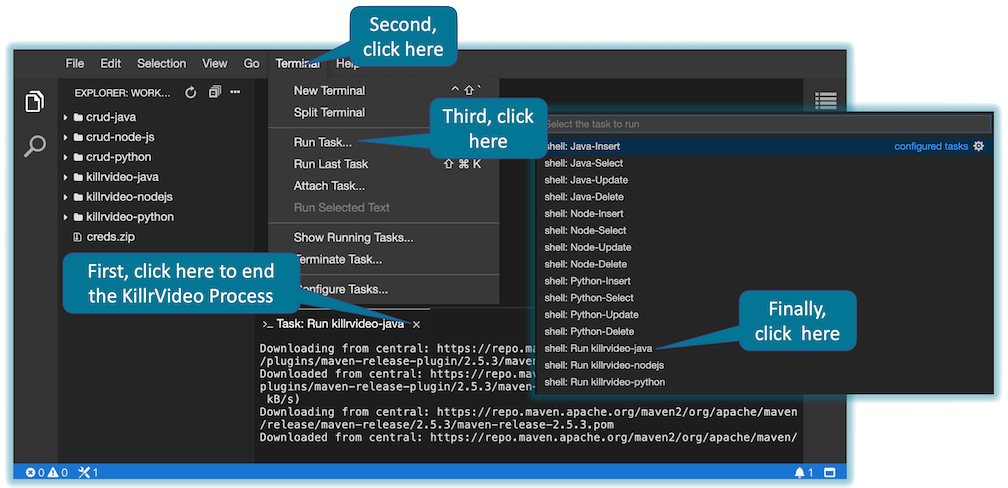 Second,
click here
File Edit Selection View Go Terminal Help
EXPLORER: WORK...
crud-java
crud-node-js
crud-python
killrvideo-java
killrvideo-nodejs
killrvideo-python
creds.zip
New Terminal ^⇧`
Split Terminal
Run Task...
Run Last Task ⇧⌘K
Attach Task...
Run Selected Text
Show Running Tasks...
Terminate Task...
Configure Tasks...
Third, click
here
Select the task to run
shell: Java-Insert configured tasks
shell: Java-Select
shell: Java-Update
shell: Java-Delete
shell: Node-Insert
shell: Node-Select
shell: Node-Update
shell: Node-Delete
shell: Python-Insert
shell: Python-Select
shell: Python-Update
shell: Python-Delete
shell: Run killrvideo-java
shell: Run killrvideo-nodejs
shell: Run killrvideo-python
Finally,
click here
First, click here to end
the KillrVideo Process
>_ Task: Run killrvideo-java ×
Downloading from central: https://repo.mave
/plugins/maven-release-plugin/2.5.3/maven
Downloaded from central: https://repo.maven
plugins/maven-release-plugin/2.5.3/maven-
kB/s)
Downloading from central: https://repo.maven.apache.org/maven2/org/apache/maven
/release/maven-release/2.5.3/maven-release-2.5.3.pom
Downloaded from central: https://repo.maven.apache.org/maven2/org/apache/maven/
0 0 1
1